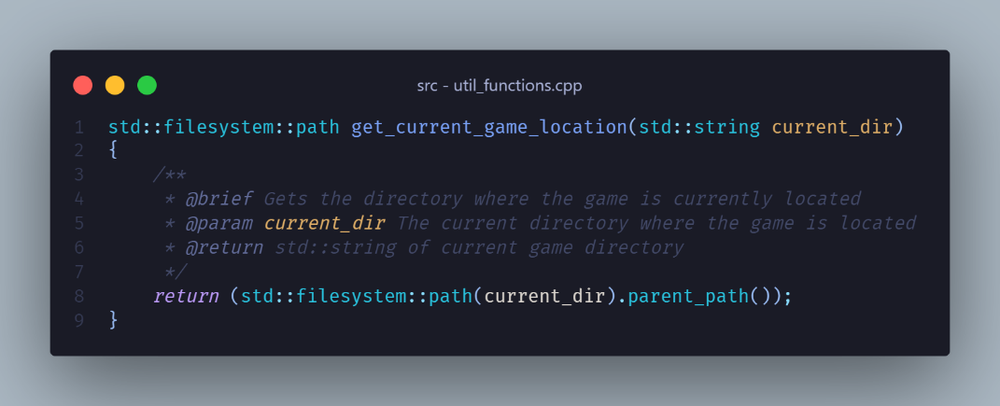 src - util_functions.cpp
1 std::filesystem::path get_current_game_location(std::string current_dir)
2 {
3     /**
4      * @brief Gets the directory where the game is currently located
5      * @param current_dir The current directory where the game is located
6      * @return std::string of current game directory
7      */
8     return (std::filesystem::path(current_dir).parent_path());
9 }